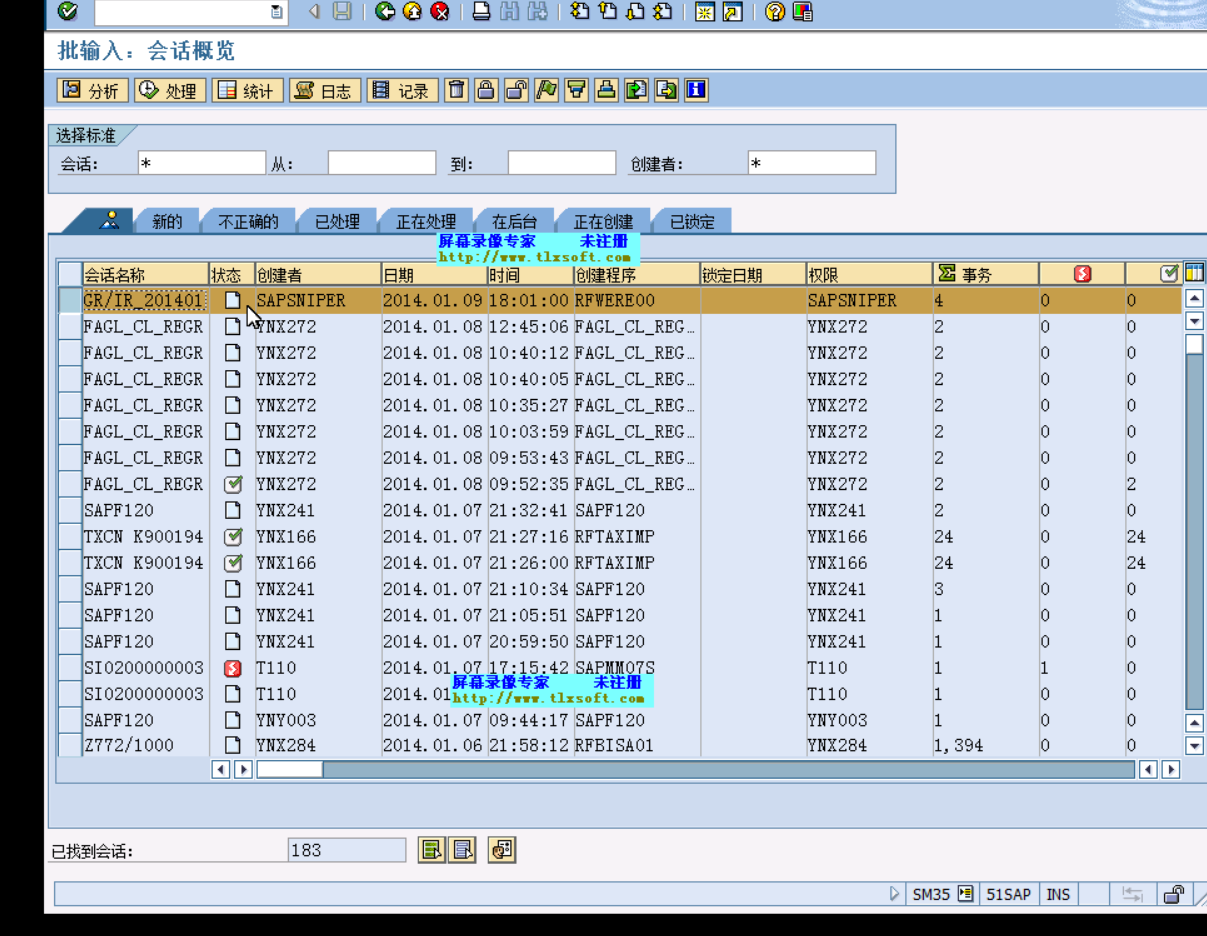 批输入: 会话概览
分析 处理 统计 日志 记录
选择标准
会话: * 从: 到: 创建者: *
新的 不正确的 已处理 正在处理 在后台 正在创建 已锁定
屏幕录像专家 未注册
http://www.tlxsoft.com
会话名称 状态 创建者 日期 时间 创建程序 锁定日期 权限 事务
GR/IR_201401 SAPSNIPER 2014.01.09 18:01:00 RFWERE00 SAPSNIPER 4 0 0
FAGL_CL_REGR YNX272 2014.01.08 12:45:06 FAGL_CL_REG… YNX272 2 0 0
FAGL_CL_REGR YNX272 2014.01.08 10:40:12 FAGL_CL_REG… YNX272 2 0 0
FAGL_CL_REGR YNX272 2014.01.08 10:40:05 FAGL_CL_REG… YNX272 2 0 0
FAGL_CL_REGR YNX272 2014.01.08 10:35:27 FAGL_CL_REG… YNX272 2 0 0
FAGL_CL_REGR YNX272 2014.01.08 10:03:59 FAGL_CL_REG… YNX272 2 0 0
FAGL_CL_REGR YNX272 2014.01.08 09:53:43 FAGL_CL_REG… YNX272 2 0 0
FAGL_CL_REGR YNX272 2014.01.08 09:52:35 FAGL_CL_REG… YNX272 2 0 2
SAPF120 YNX241 2014.01.07 21:32:41 SAPF120 YNX241 2 0 0
TXCN K900194 YNX166 2014.01.07 21:27:16 RFTAXIMP YNX166 24 0 24
TXCN K900194 YNX166 2014.01.07 21:26:00 RFTAXIMP YNX166 24 0 24
SAPF120 YNX241 2014.01.07 21:10:34 SAPF120 YNX241 3 0 0
SAPF120 YNX241 2014.01.07 21:05:51 SAPF120 YNX241 1 0 0
SAPF120 YNX241 2014.01.07 20:59:50 SAPF120 YNX241 1 0 0
SI0200000003 T110 2014.01.07 17:15:42 SAPMM07S T110 1 1 0
屏幕录像专家 未注册
SI0200000003 T110 2014.01 http://www.tlxsoft.com T110 1 0 0
SAPF120 YNY003 2014.01.07 09:44:17 SAPF120 YNY003 1 0 0
Z772/1000 YNX284 2014.01.06 21:58:12 RFBISA01 YNX284 1,394 0 0
已找到会话: 183
SM35 51SAP INS